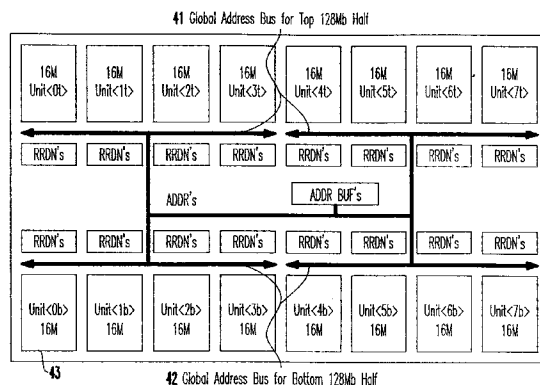 41 Global Address Bus for Top 128Mb Half
16M 16M 16M 16M 16M 16M 16M 16M
Unit<0t> Unit<1t> Unit<2t> Unit<3t> Unit<4t> Unit<5t> Unit<6t> Unit<7t>
RRDN's RRDN's RRDN's RRDN's RRDN's RRDN's RRDN's RRDN's
ADDR's ADDR BUF's
RRDN's RRDN's RRDN's RRDN's RRDN's RRDN's RRDN's RRDN's
Unit<0b> Unit<1b> Unit<2b> Unit<3b> Unit<4b> Unit<5b> Unit<6b> Unit<7b>
16M 16M 16M 16M 16M 16M 16M 16M
43
42 Global Address Bus for Bottom 128Mb Half